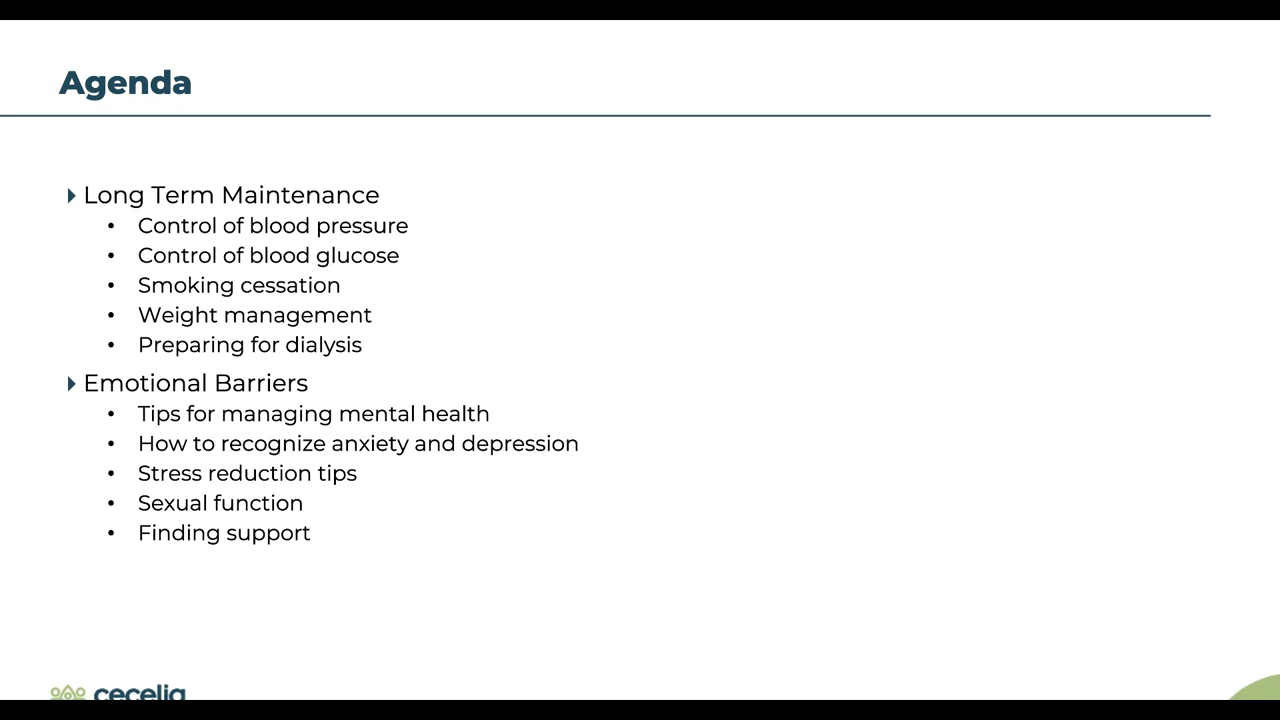 Agenda
Long Term Maintenance
• Control of blood pressure
• Control of blood glucose
• Smoking cessation
• Weight management
• Preparing for dialysis
Emotional Barriers
• Tips for managing mental health
• How to recognize anxiety and depression
• Stress reduction tips
• Sexual function
• Finding support
cecelia